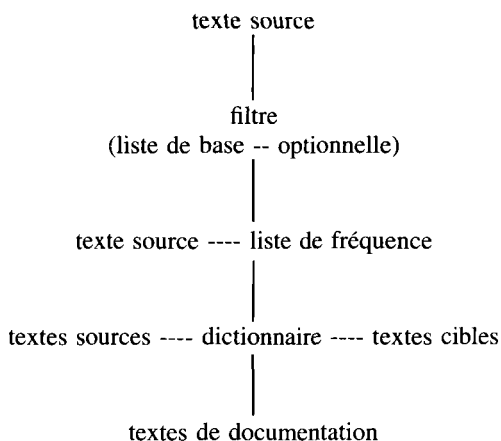 texte source
filtre
(liste de base -- optionnelle)
texte source ---- liste de fréquence
textes sources ---- dictionnaire ---- textes cibles
textes de documentation